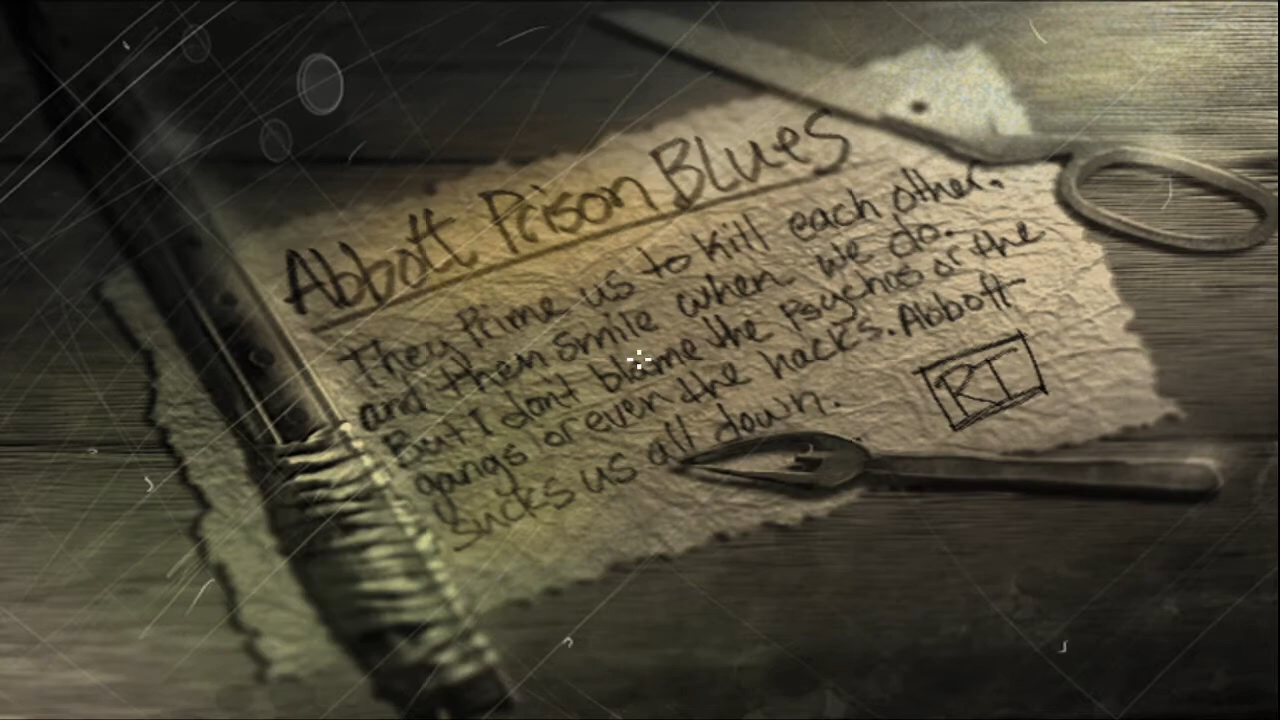 Abbott Prison Blues
They prime us to kill each other.
and then smile when we do.
But I don't blame the psychos or the
gangs or even the hacks. Abbott
sucks us all down.
RI